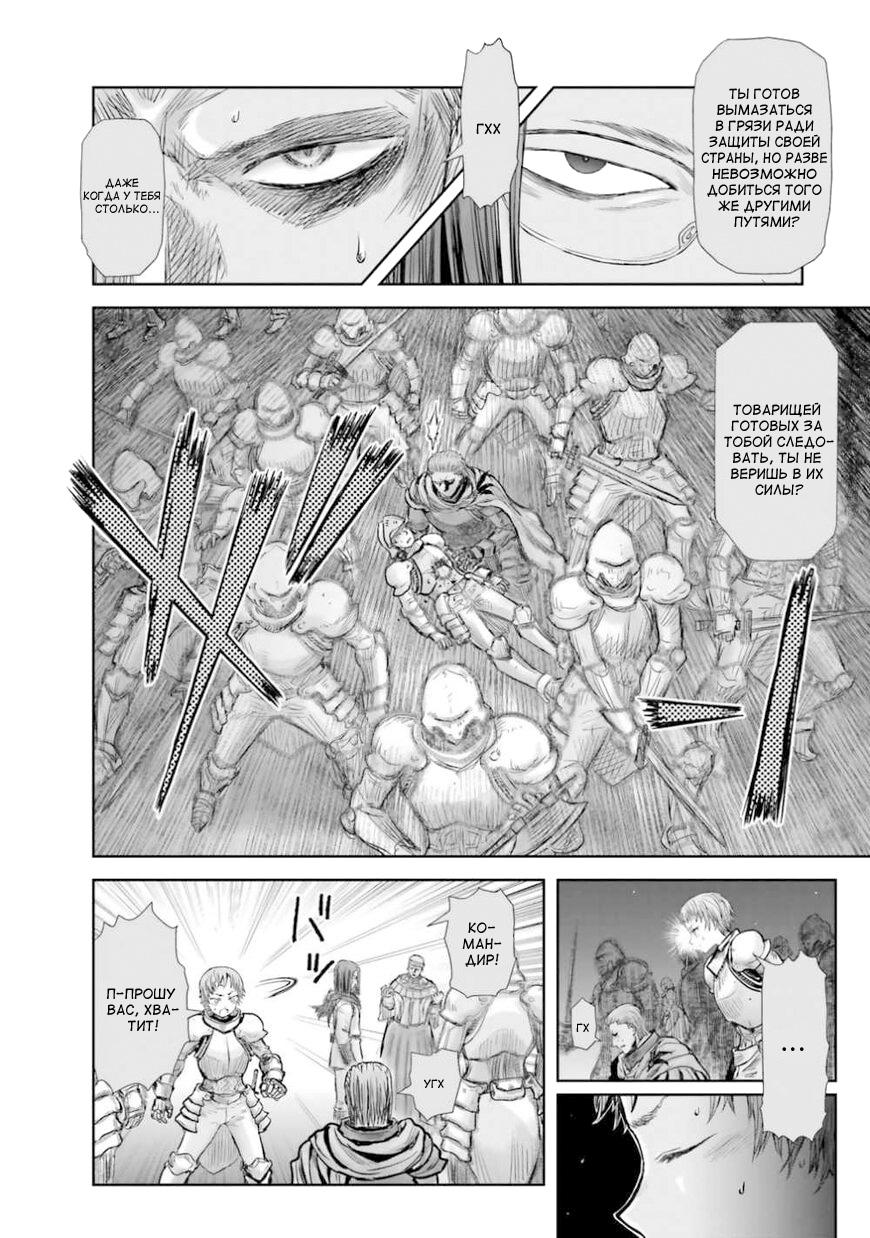 ТЫ ГОТОВ
ВЫМАЗАТЬСЯ
В ГРЯЗИ РАДИ
ЗАЩИТЫ СВОЕЙ
СТРАНЫ, НО РАЗВЕ
НЕВОЗМОЖНО
ДОБИТЬСЯ ТОГО
ЖЕ ДРУГИМИ
ПУТЯМИ?
ГХХ
ДАЖЕ
КОГДА У ТЕБЯ
СТОЛЬКО...
ТОВАРИЩЕЙ
ГОТОВЫХ ЗА
ТОБОЙ СЛЕДО-
ВАТЬ, ТЫ НЕ
ВЕРИШЬ В ИХ
СИЛЫ?
...
ГХ
КО-
МАН-
ДИР!
バッ
П-ПРОШУ
ВАС, ХВА-
ТИТ!
УГХ